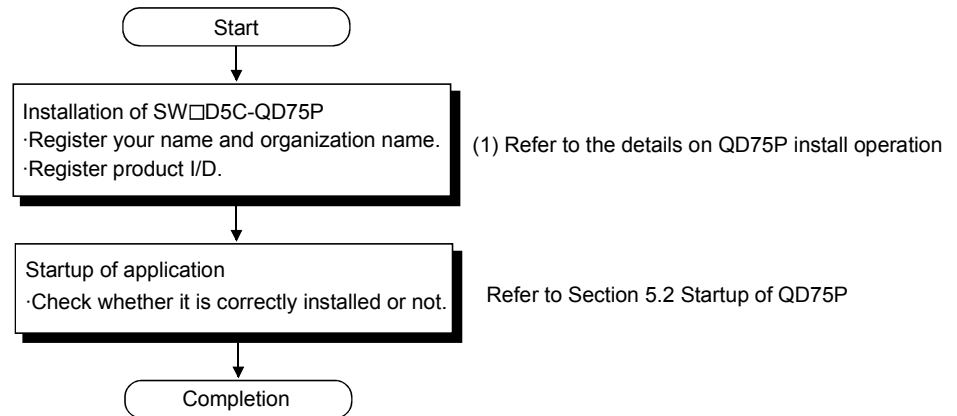 Start
Installation of SW□D5C-QD75P
·Register your name and organization name.
·Register product I/D.
(1) Refer to the details on QD75P install operation
Startup of application
·Check whether it is correctly installed or not.
Refer to Section 5.2 Startup of QD75P
Completion